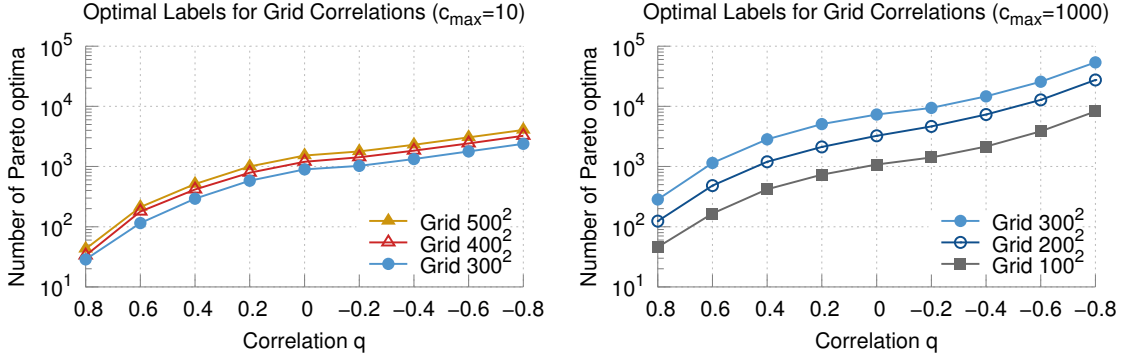 Optimal Labels for Grid Correlations (c_max=10)
Number of Pareto optima
10^5
10^4
10^3
10^2
10^1
Grid 500^2
Grid 400^2
Grid 300^2
0.8 0.6 0.4 0.2 0 −0.2 −0.4 −0.6 −0.8
Correlation q
Optimal Labels for Grid Correlations (c_max=1000)
Number of Pareto optima
10^5
10^4
10^3
10^2
10^1
Grid 300^2
Grid 200^2
Grid 100^2
0.8 0.6 0.4 0.2 0 −0.2 −0.4 −0.6 −0.8
Correlation q